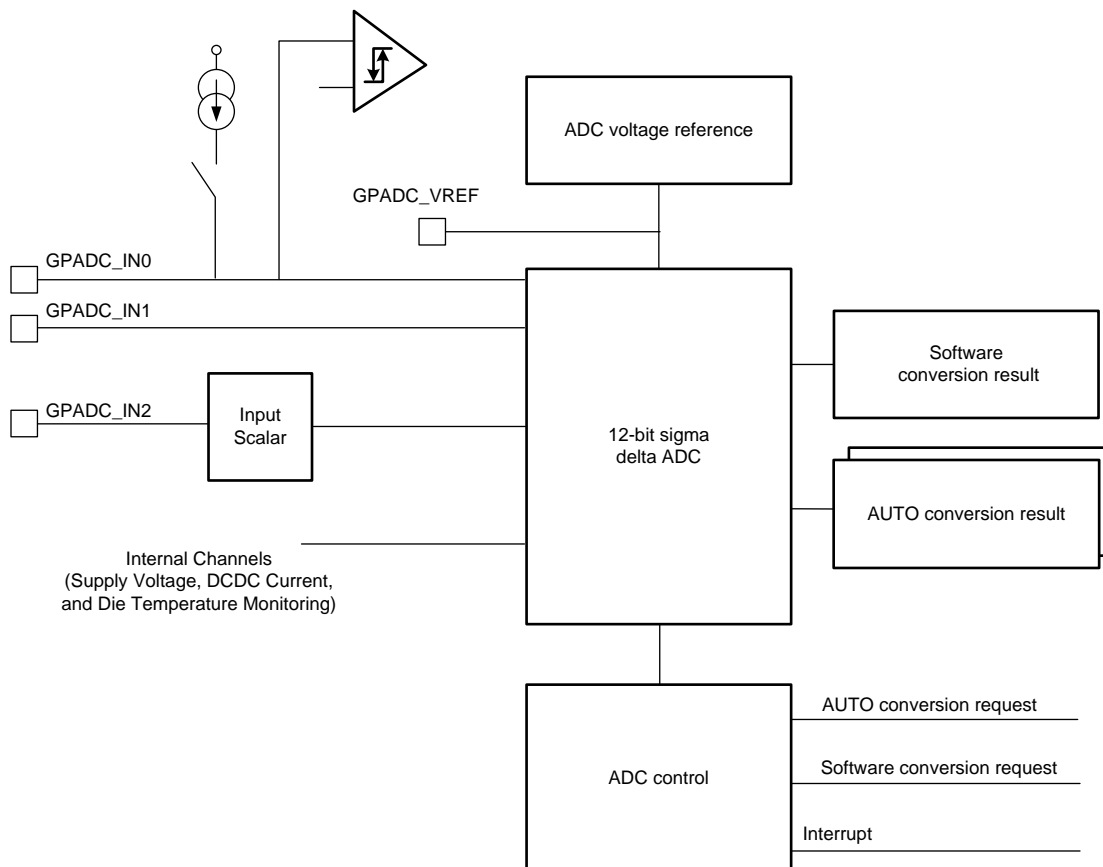 ADC voltage reference
GPADC_VREF
GPADC_IN0
GPADC_IN1
GPADC_IN2
Input
Scalar
12-bit sigma
delta ADC
Software
conversion result
AUTO conversion result
Internal Channels
(Supply Voltage, DCDC Current,
and Die Temperature Monitoring)
ADC control
AUTO conversion request
Software conversion request
Interrupt